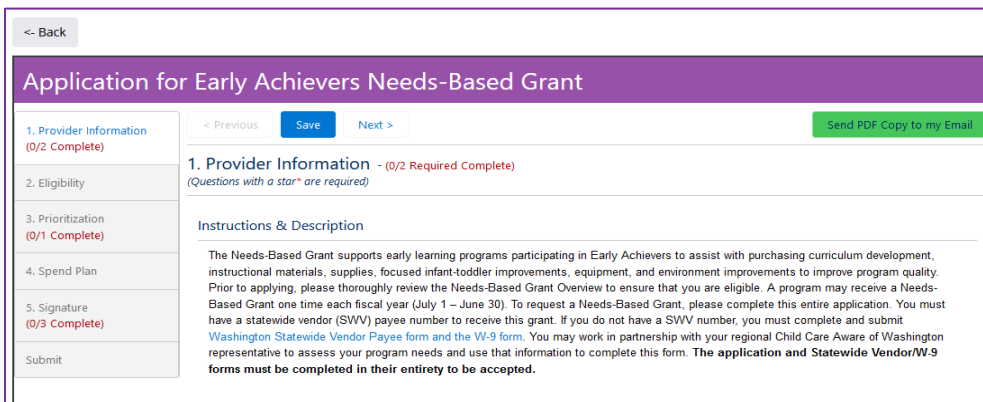 <- Back
Application for Early Achievers Needs-Based Grant
1. Provider Information
(0/2 Complete)
2. Eligibility
3. Prioritization
(0/1 Complete)
4. Spend Plan
5. Signature
(0/3 Complete)
Submit
< Previous Save Next > Send PDF Copy to my Email
1. Provider Information - (0/2 Required Complete)
(Questions with a star* are required)
Instructions & Description
The Needs-Based Grant supports early learning programs participating in Early Achievers to assist with purchasing curriculum development,
instructional materials, supplies, focused infant-toddler improvements, equipment, and environment improvements to improve program quality.
Prior to applying, please thoroughly review the Needs-Based Grant Overview to ensure that you are eligible. A program may receive a Needs-
Based Grant one time each fiscal year (July 1 – June 30). To request a Needs-Based Grant, please complete this entire application. You must
have a statewide vendor (SWV) payee number to receive this grant. If you do not have a SWV number, you must complete and submit
Washington Statewide Vendor Payee form and the W-9 form. You may work in partnership with your regional Child Care Aware of Washington
representative to assess your program needs and use that information to complete this form. The application and Statewide Vendor/W-9
forms must be completed in their entirety to be accepted.